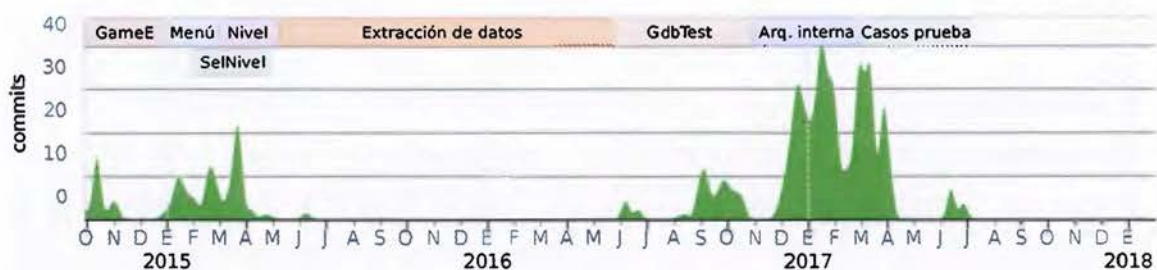 40
GameE Menú Nivel Extracción de datos GdbTest Arq. interna Casos prueba
30
SelNivel
20
10
0
commits
O N D E F M A M J J A S O N D E F M A M J J A S O N D E F M A M J J A S O N D E
2015 2016 2017 2018